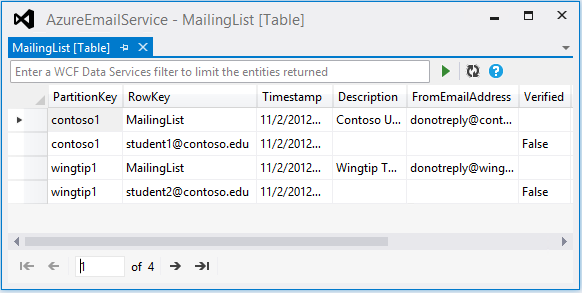 AzureEmailService - MailingList [Table]
MailingList [Table]
Enter a WCF Data Services filter to limit the entities returned
PartitionKey RowKey Timestamp Description FromEmailAddress Verified
contoso1 MailingList 11/2/2012... Contoso U... donotreply@cont...
contoso1 student1@contoso.edu 11/2/2012... False
wingtip1 MailingList 11/2/2012... Wingtip T... donotreply@wing...
wingtip1 student2@contoso.edu 11/2/2012... False
1 of 4